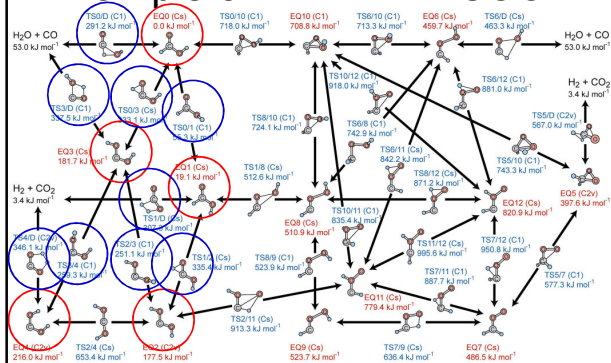 TS0/D (C1)
291.2 kJ mol⁻¹
EQ0 (Cs)
0.0 kJ mol⁻¹
TS0/10 (C1)
718.0 kJ mol⁻¹
EQ10 (C1)
708.8 kJ mol⁻¹
TS6/10 (C1)
713.3 kJ mol⁻¹
EQ6 (Cs)
459.7 kJ mol⁻¹
TS6/D (Cs)
463.3 kJ mol⁻¹
H₂O + CO
53.0 kJ mol⁻¹
H₂O + CO
53.0 kJ mol⁻¹
TS3/D (C1)
337.5 kJ mol⁻¹
TS0/3 (Cs)
kJ mol⁻¹
TS0/1 (C1)
kJ mol⁻¹
TS8/10 (C1)
724.1 kJ mol
TS10/12 (C1)
918.0 kJ mol⁻¹
TS6/8 (C1)
742.9 kJ mol⁻¹
TS6/12 (C1)
881.0 kJ mol⁻¹
H₂ + CO₂
3.4 kJ mol⁻¹
TS5/D (C2v)
567.0 kJ mol⁻¹
EQ3 (Cs)
181.7 kJ mol⁻¹
EQ1 (Cs)
19.1 kJ mol⁻¹
TS1/8 (C1)
512.6 kJ mol⁻¹
TS6/11 (Cs)
842.2 kJ mol⁻¹
TS8/12 (C1)
871.2 kJ mol⁻¹
TS5/10 (C1)
743.3 kJ mol⁻¹
EQ5 (C2v)
397.6 kJ mol⁻¹
H₂ + CO₂
3.4 kJ mol⁻¹
TS1/D (Cs)
kJ mol⁻¹
EQ8 (Cs)
510.9 kJ mol⁻¹
TS10/11 (C1)
835.4 kJ mol⁻¹
EQ12 (Cs)
820.9 kJ mol⁻¹
TS4/D (C2v)
346.1 kJ mol⁻¹
(C1)
kJ mol⁻¹
TS2/3 (C1)
251.1 kJ mol⁻¹
(C1)
335.4 kJ mol⁻¹
TS8/9 (C1)
523.9 kJ mol⁻¹
TS11/12 (Cs)
995.6 kJ mol⁻¹
TS7/12 (C1)
950.8 kJ mol⁻¹
TS7/11 (C1)
887.7 kJ mol⁻¹
TS5/7 (C1)
577.3 kJ mol⁻¹
EQ4 (C2v)
216.0 kJ mol⁻¹
TS2/4 (Cs)
653.4 kJ mol⁻¹
EQ2 (C2v)
177.5 kJ mol⁻¹
TS2/11 (Cs)
913.3 kJ mol⁻¹
EQ11 (Cs)
779.4 kJ mol⁻¹
EQ9 (Cs)
523.7 kJ mol⁻¹
TS7/9 (Cs)
636.4 kJ mol⁻¹
EQ7 (Cs)
486.5 kJ mol⁻¹